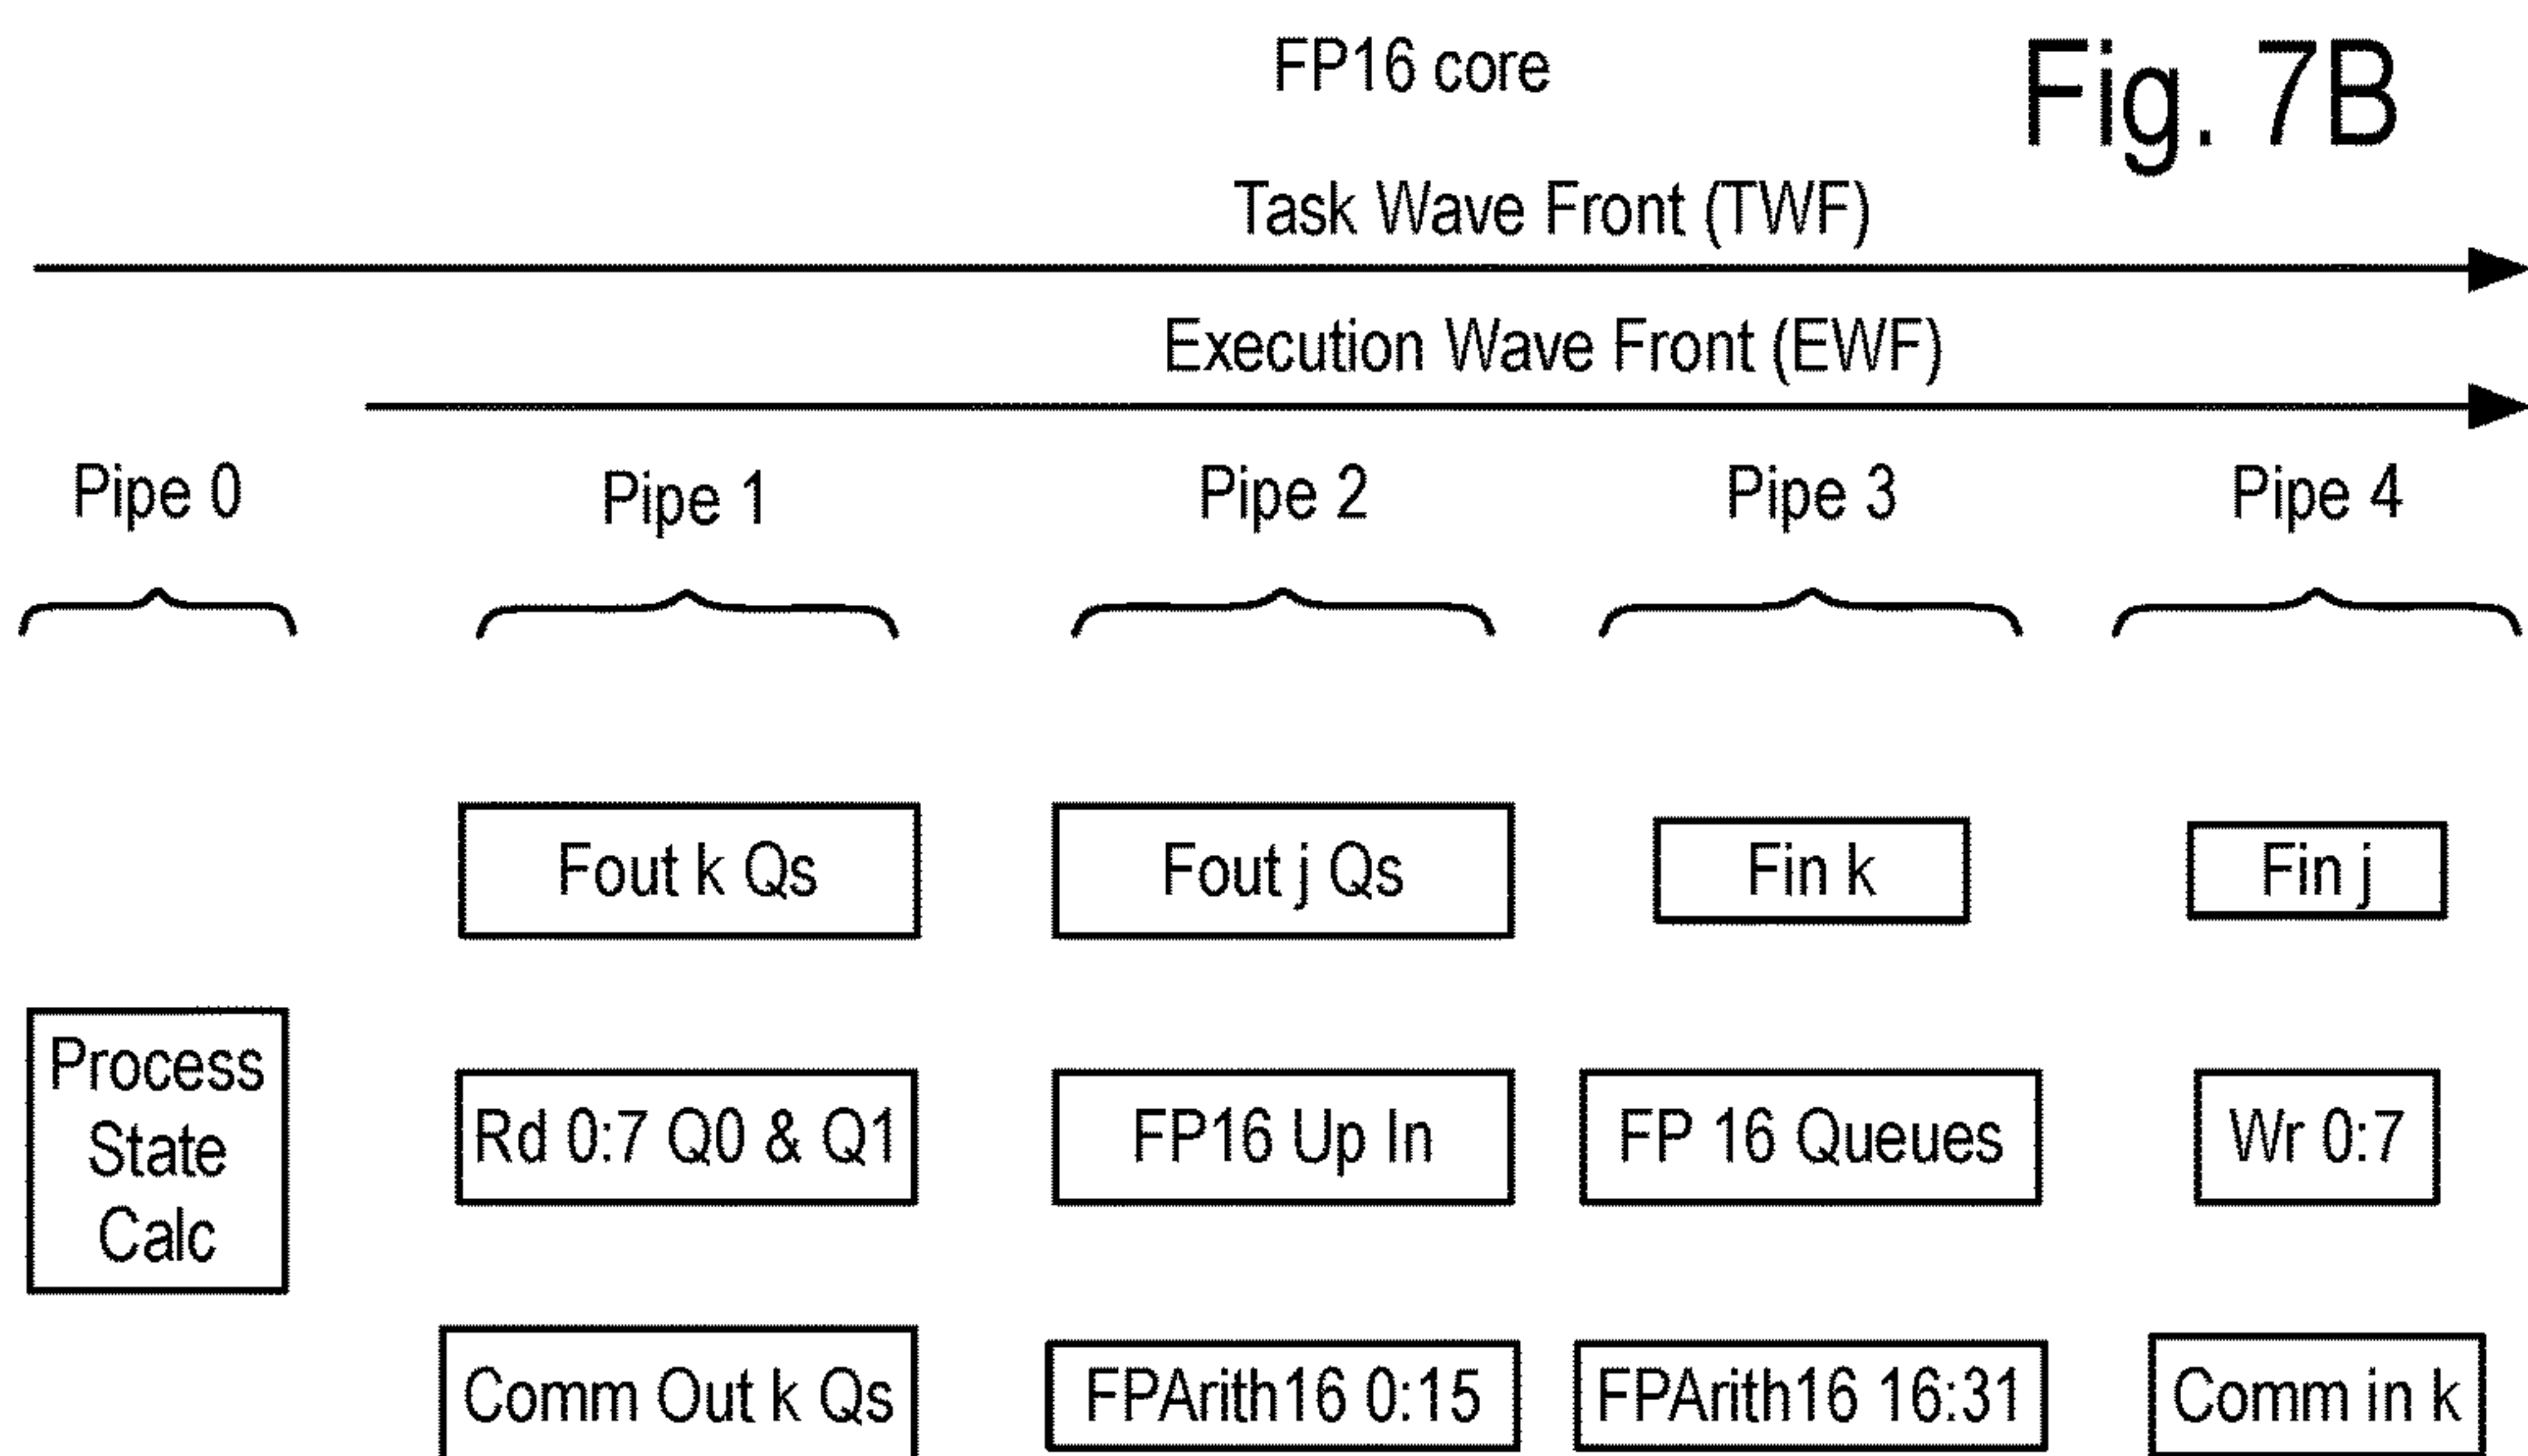 FP16 core
Fig. 7B
Task Wave Front (TWF)
Execution Wave Front (EWF)
Pipe 0
Pipe 1
Pipe 2
Pipe 3
Pipe 4
Fout k Qs
Fout j Qs
Fin k
Fin j
Process
State
Calc
Rd 0:7 Q0 & Q1
FP16 Up In
FP 16 Queues
Wr 0:7
Comm Out k Qs
FPArith16 0:15
FPArith16 16:31
Comm in k